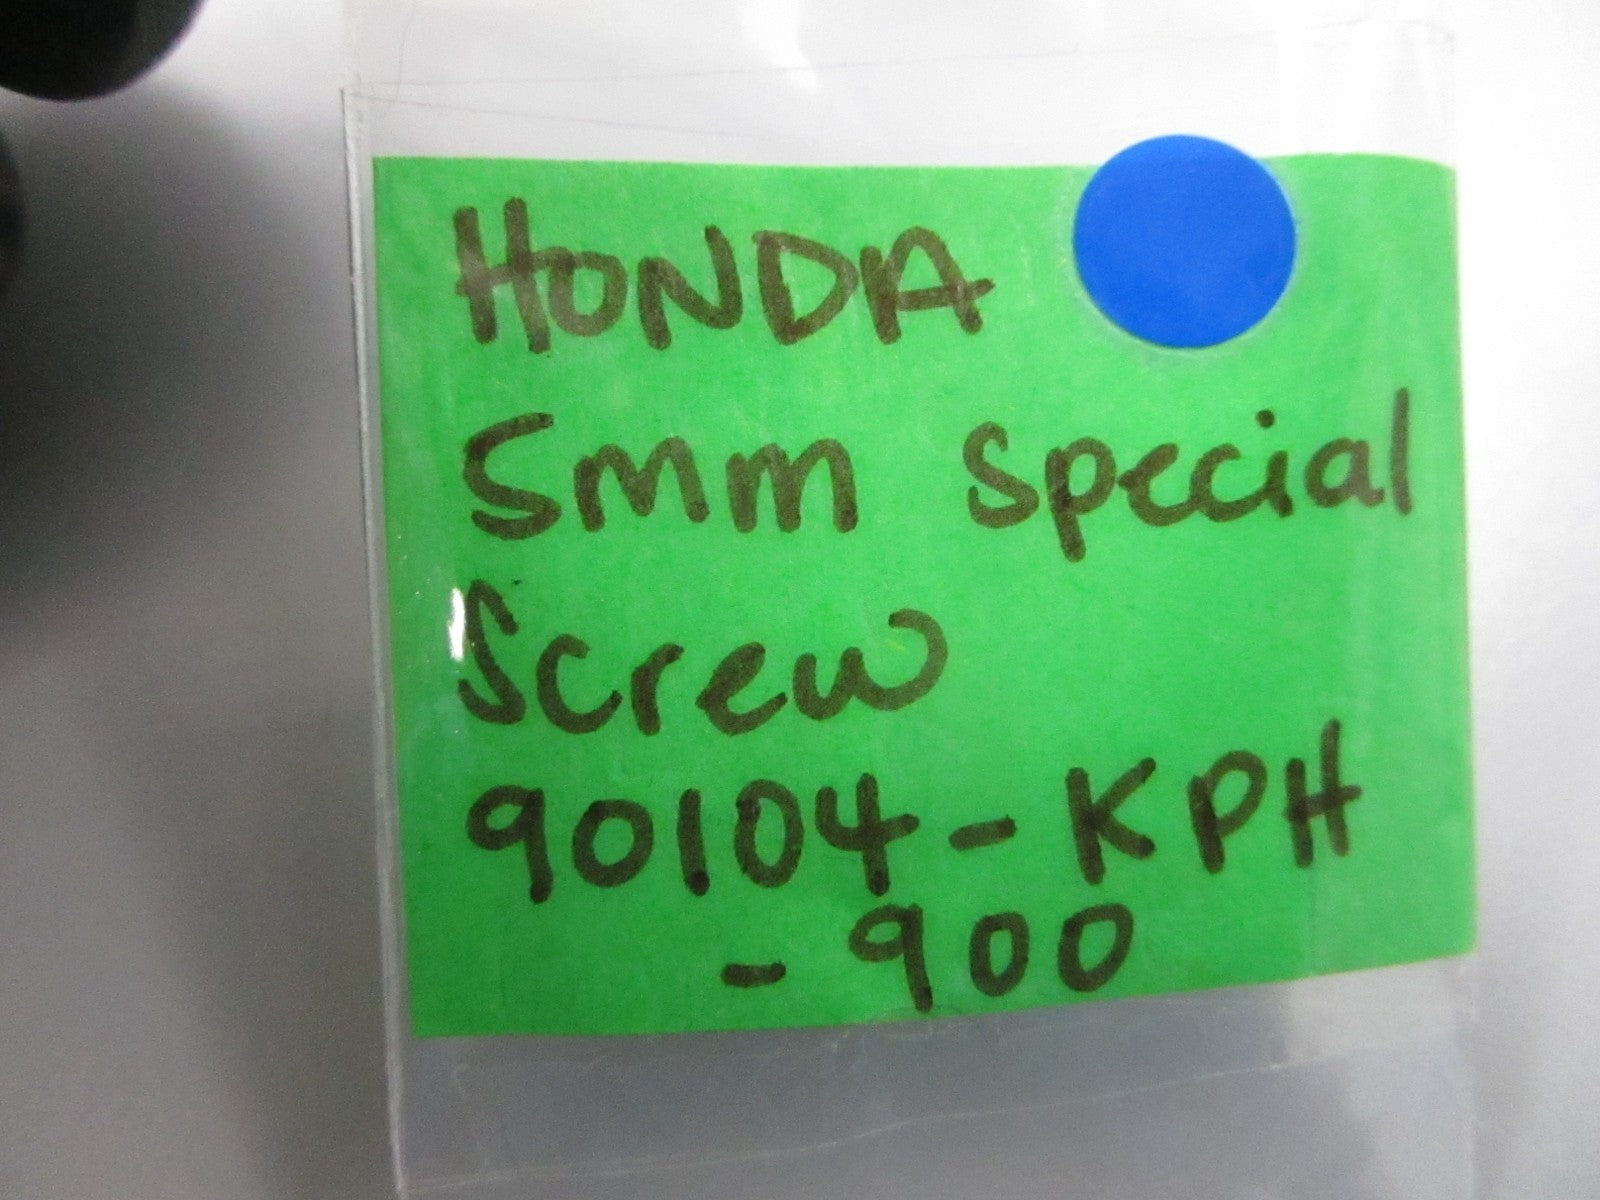 HONDA
5mm special
Screw
90104-KPH
-900